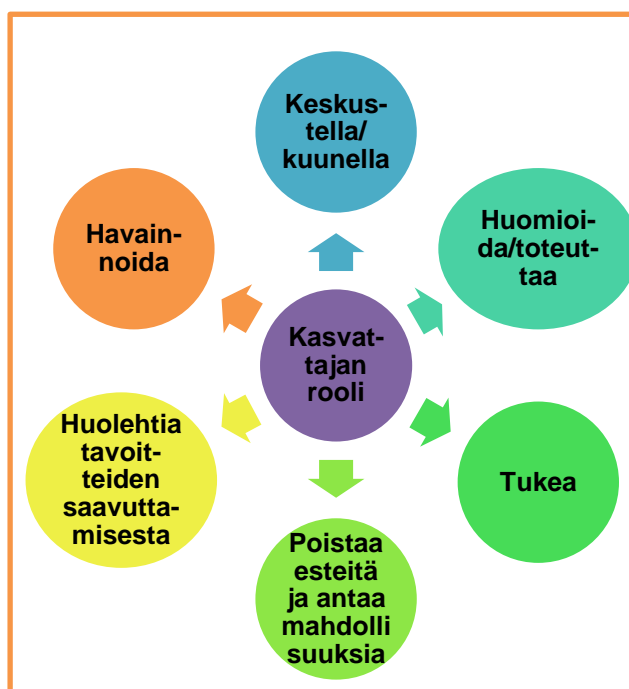 Keskus-
tella/
kuunella
Huomioi-
da/toteut-
taa
Havain-
noida
Kasvat-
tajan
rooli
Huolehtia
tavoit-
teiden
saavutta-
misesta
Tukea
Poistaa
esteitä
ja antaa
mahdolli
suuksia